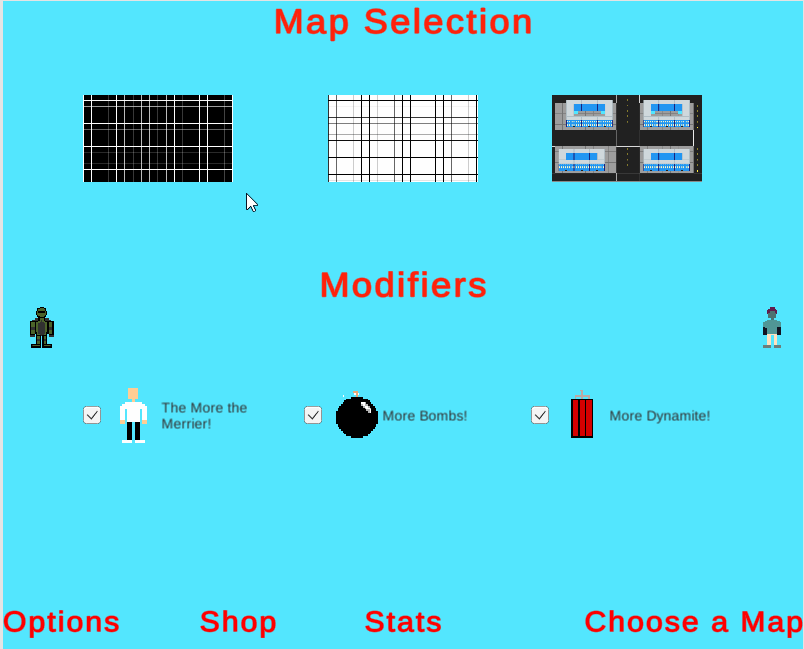 Map Selection
Modifiers
The More the
Merrier!
More Bombs!
More Dynamite!
Options
Shop
Stats
Choose a Map